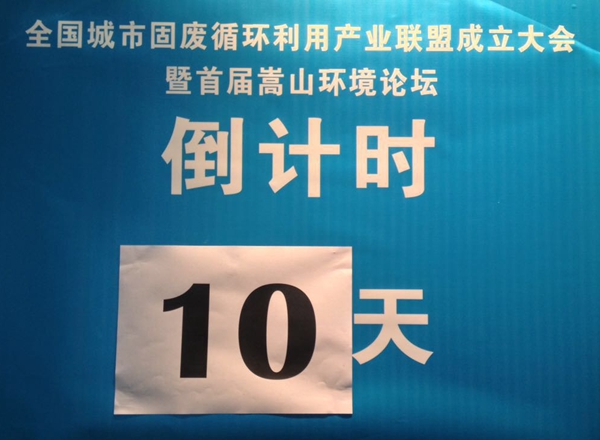 全国城市固废循环利用产业联盟成立大会
暨首届嵩山环境论坛
倒计时
10天